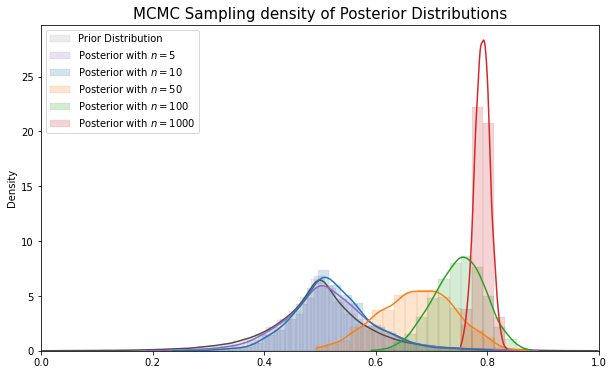 MCMC Sampling density of Posterior Distributions
Prior Distribution
Posterior with n = 5
Posterior with n = 10
Posterior with n = 50
Posterior with n = 100
Posterior with n = 1000
Density
25
20
15
10
5
0
0.0 0.2 0.4 0.6 0.8 1.0